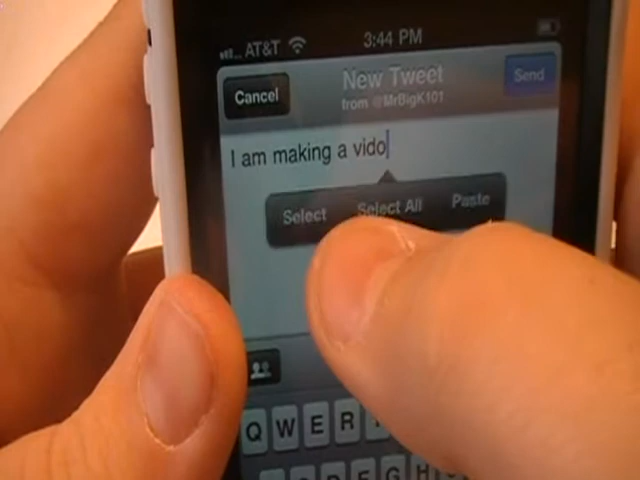 AT&T 3:44 PM
Cancel New Tweet Send
from @MrBigK101
I am making a vido
Select Select All Paste
Q W E R
G H